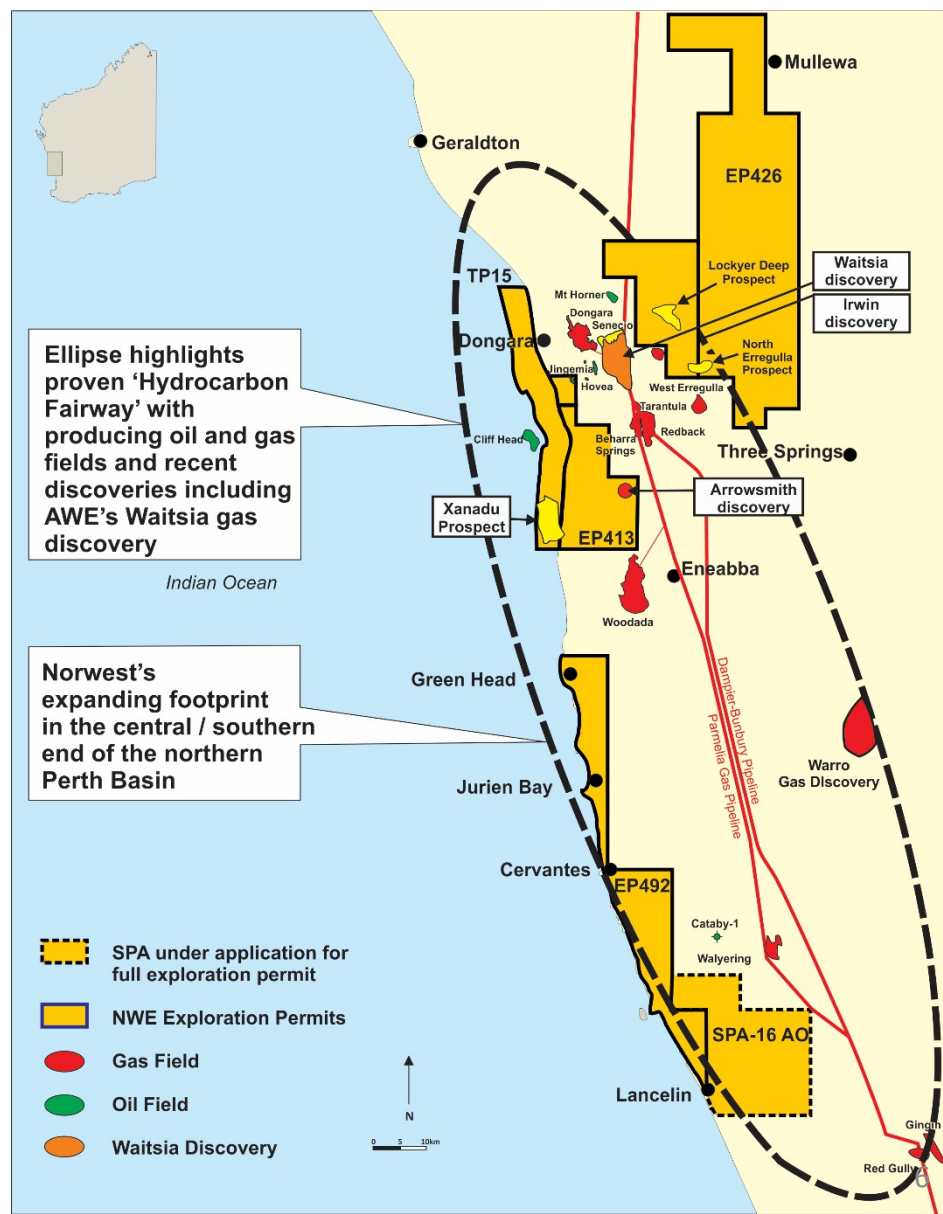 Mullewa
Geraldton
EP426
Waitsia
discovery
Lockyer Deep
Prospect
TP15
Irwin
discovery
Mt Horner
Dongara
Senecio
Dongara
North
Erregulla
Prospect
Jingemia
Hovea
West Erregulla
Tarantula
Redback
Beharra
Springs
Three Springs
Cliff Head
Ellipse highlights
proven ‘Hydrocarbon
Fairway’ with
producing oil and gas
fields and recent
discoveries including
AWE’s Waitsia gas
discovery
Xanadu
Prospect
Arrowsmith
discovery
EP413
Indian Ocean
Eneabba
Woodada
Norwest’s
expanding footprint
in the central / southern
end of the northern
Perth Basin
Green Head
Dampier-Bunbury Pipeline
Parmelia Gas Pipeline
Warro
Gas DIscovery
Jurien Bay
Cervantes
EP492
Cataby-1
Walyering
SPA-16 AO
Lancelin
SPA under application for
full exploration permit
NWE Exploration Permits
Gas Field
Oil Field
Waitsia Discovery
N
0 5 10km
Gingin
Red Gully
6